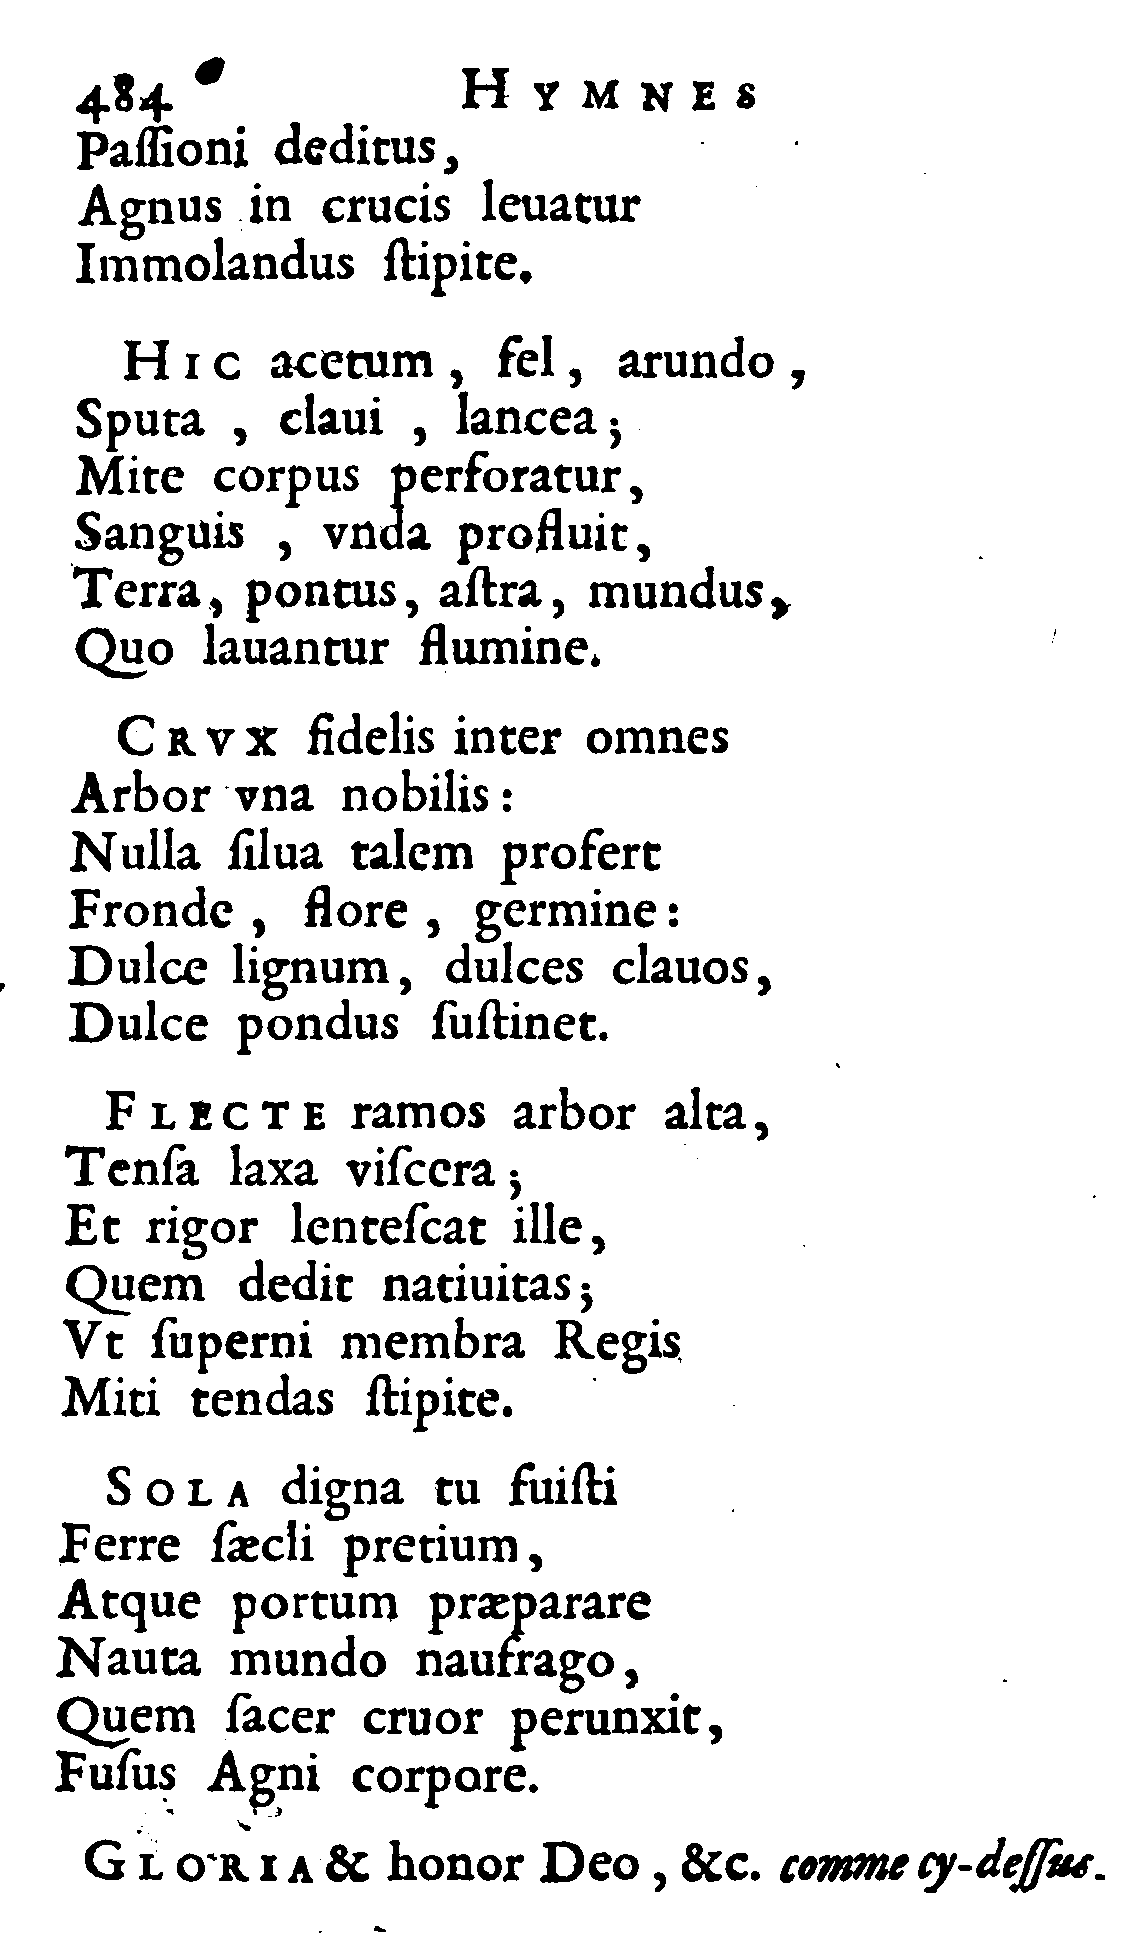 484 HYMNES
Paſſioni deditus,
Agnus in crucis leuatur
Immolandus ſtipite.
HIC acetum, fel, arundo,
Sputa, claui, lancea;
Mite corpus perforatur,
Sanguis, vnda profluit,
Terra, pontus, aſtra, mundus,
Quo lauantur flumine.
CRVX fidelis inter omnes
Arbor vna nobilis:
Nulla ſilua talem profert
Fronde, flore, germine:
Dulce lignum, dulces clauos,
Dulce pondus ſuſtinet.
FLECTE ramos arbor alta,
Tenſa laxa viſcera;
Et rigor lenteſcat ille,
Quem dedit natiuitas;
Vt ſuperni membra Regis
Miti tendas ſtipite.
SOLA digna tu fuiſti
Ferre ſæcli pretium,
Atque portum præparare
Nauta mundo naufrago,
Quem ſacer cruor perunxit,
Fuſus Agni corpore.
GLORIA & honor Deo, &c. comme cy-deſſus.